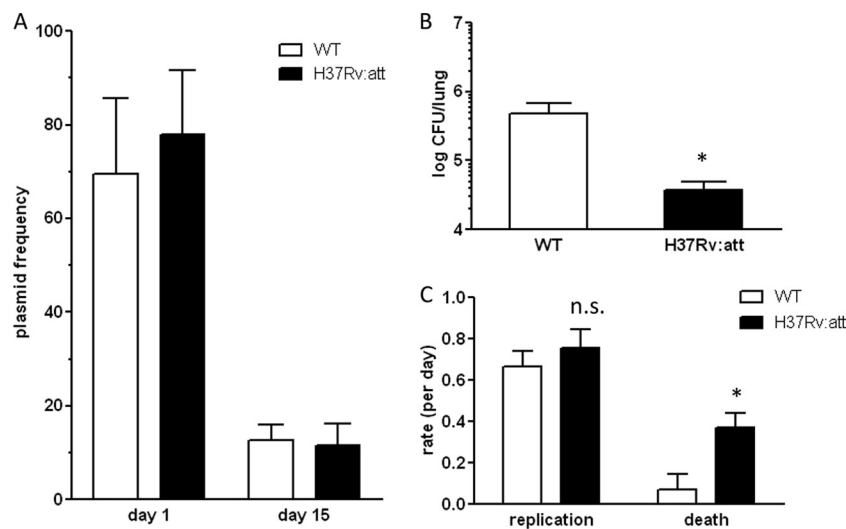 A
100
80
60
40
20
0
plasmid frequency
day 1
day 15
WT
H37Rv:att
B
7
6
5
4
log CFU/lung
*
WT
H37Rv:att
C
1.0
0.8
0.6
0.4
0.2
0.0
rate (per day)
n.s.
*
replication
death
WT
H37Rv:att